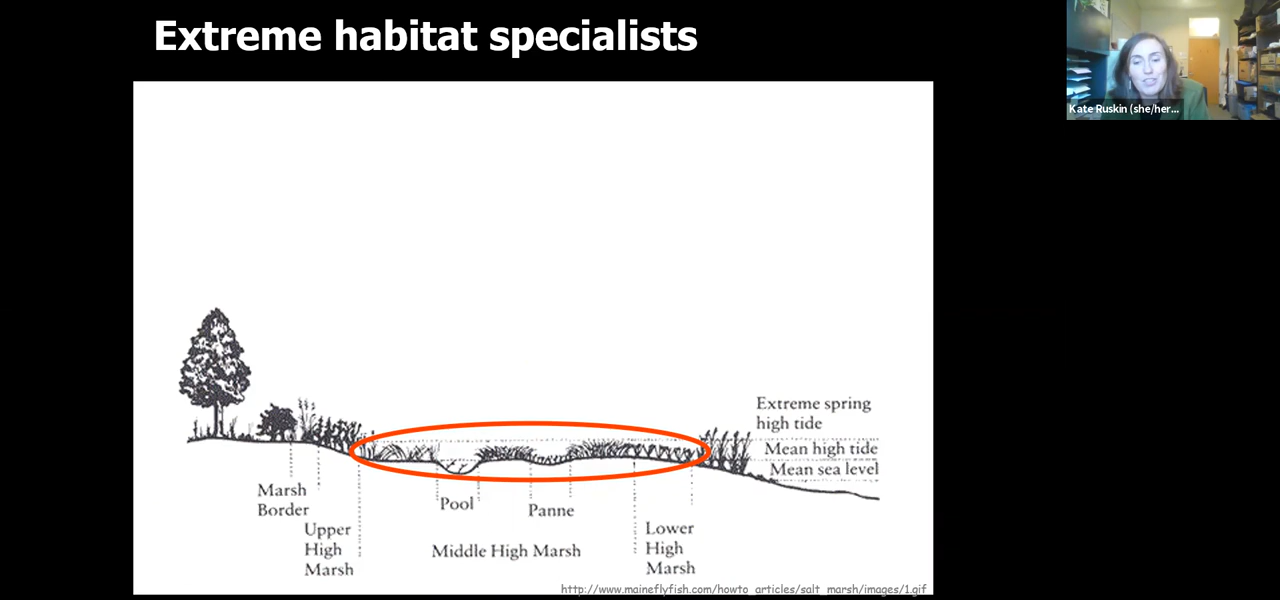 Extreme habitat specialists
Kate Ruskin (she/her...
Extreme spring
high tide
Mean high tide
Mean sea level
Marsh
Border
Upper
High
Marsh
Pool
Panne
Middle High Marsh
Lower
High
Marsh
http://www.maineflyfish.com/howto_articles/salt_marsh/images/1.gif